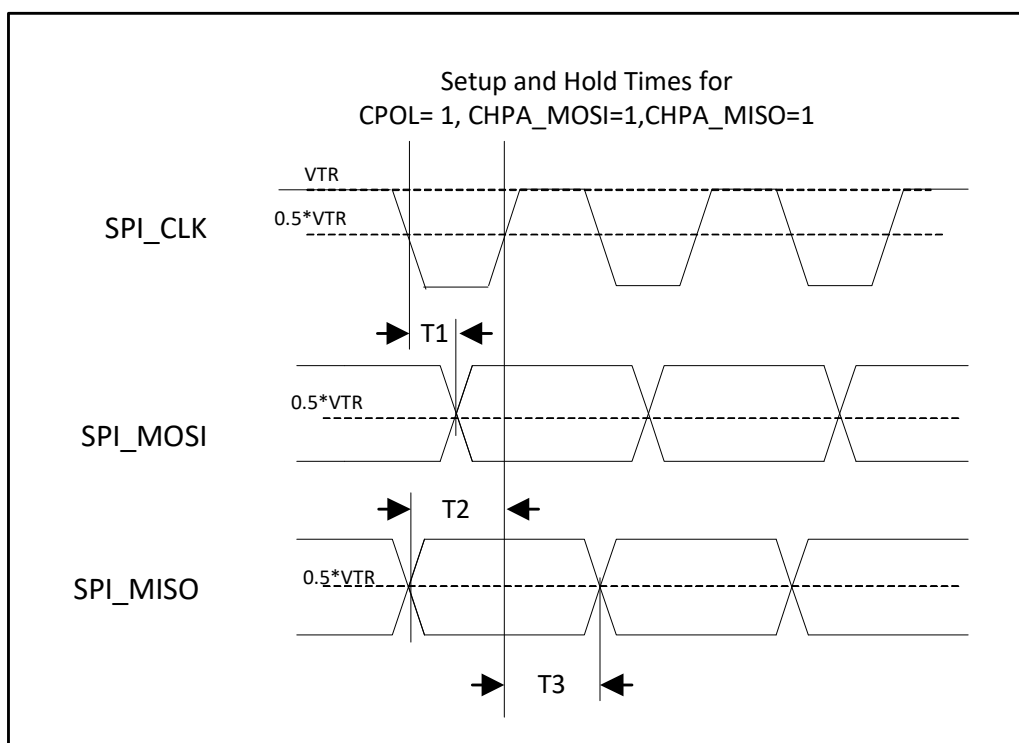 Setup and Hold Times for
CPOL= 1, CHPA_MOSI=1,CHPA_MISO=1
VTR
0.5*VTR
SPI_CLK
T1
0.5*VTR
SPI_MOSI
T2
0.5*VTR
SPI_MISO
T3